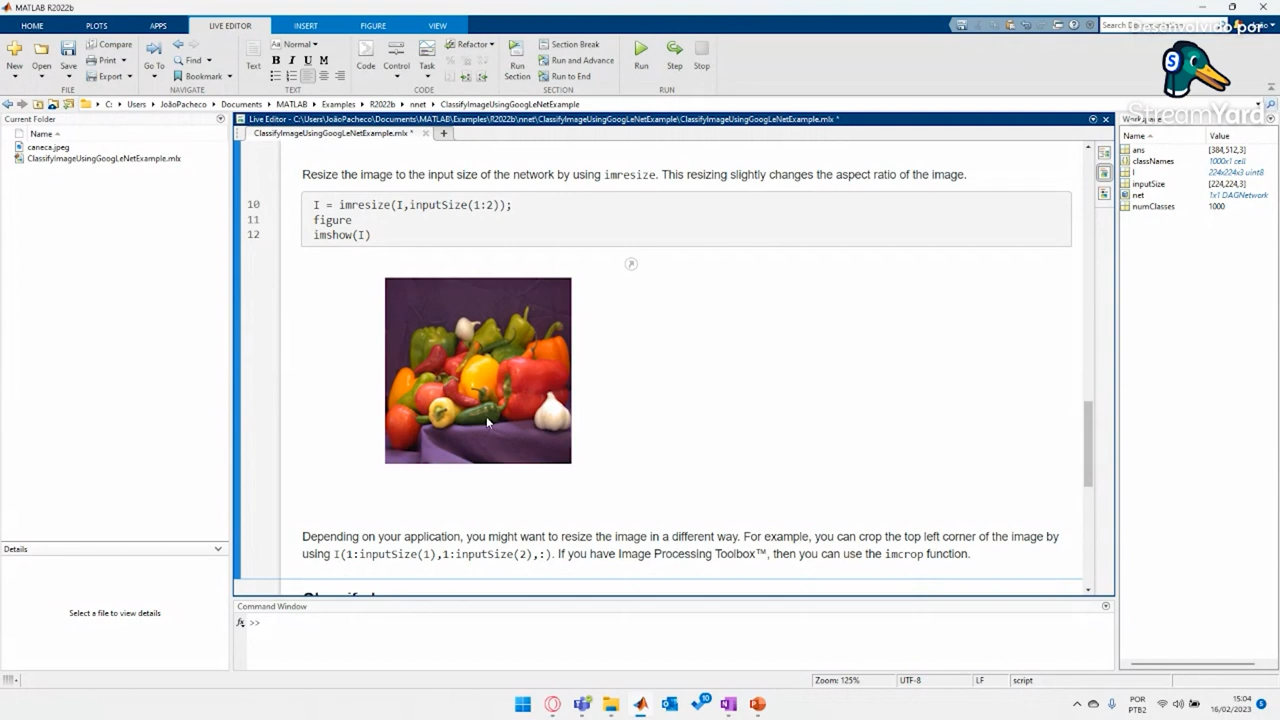 MATLAB R2022b
HOME PLOTS APPS LIVE EDITOR INSERT FIGURE VIEW
Desenvolvido por
New Open Save Compare Print Export
FILE
Go To Find Bookmark
NAVIGATE
Text Aa Normal B I U M
TEXT
Code Control Task Refactor
CODE
Run Section Section Break Run and Advance Run to End
SECTION
Run Step Stop
RUN
StreamYard
C: Users JoãoPacheco Documents MATLAB Examples R2022b nnet ClassifyImageUsingGoogLeNetExample
Current Folder
Name
caneca.jpeg
ClassifyImageUsingGoogLeNetExample.mlx
Details
Select a file to view details
Live Editor - C:\Users\JoãoPacheco\Documents\MATLAB\Examples\R2022b\nnet\ClassifyImageUsingGoogLeNetExample\ClassifyImageUsingGoogLeNetExample.mlx *
ClassifyImageUsingGoogLeNetExample.mlx *
Resize the image to the input size of the network by using imresize. This resizing slightly changes the aspect ratio of the image.
10 I = imresize(I,inputSize(1:2));
11 figure
12 imshow(I)
Depending on your application, you might want to resize the image in a different way. For example, you can crop the top left corner of the image by
using I(1:inputSize(1),1:inputSize(2),:). If you have Image Processing Toolbox™, then you can use the imcrop function.
Command Window
fx >>
Name Value
ans [384,512,3]
classNames 1000x1 cell
I 224x224x3 uint8
inputSize [224,224,3]
net 1x1 DAGNetwork
numClasses 1000
Zoom: 125% UTF-8 LF script
10
POR
PTB2
15:04
16/02/2023
5